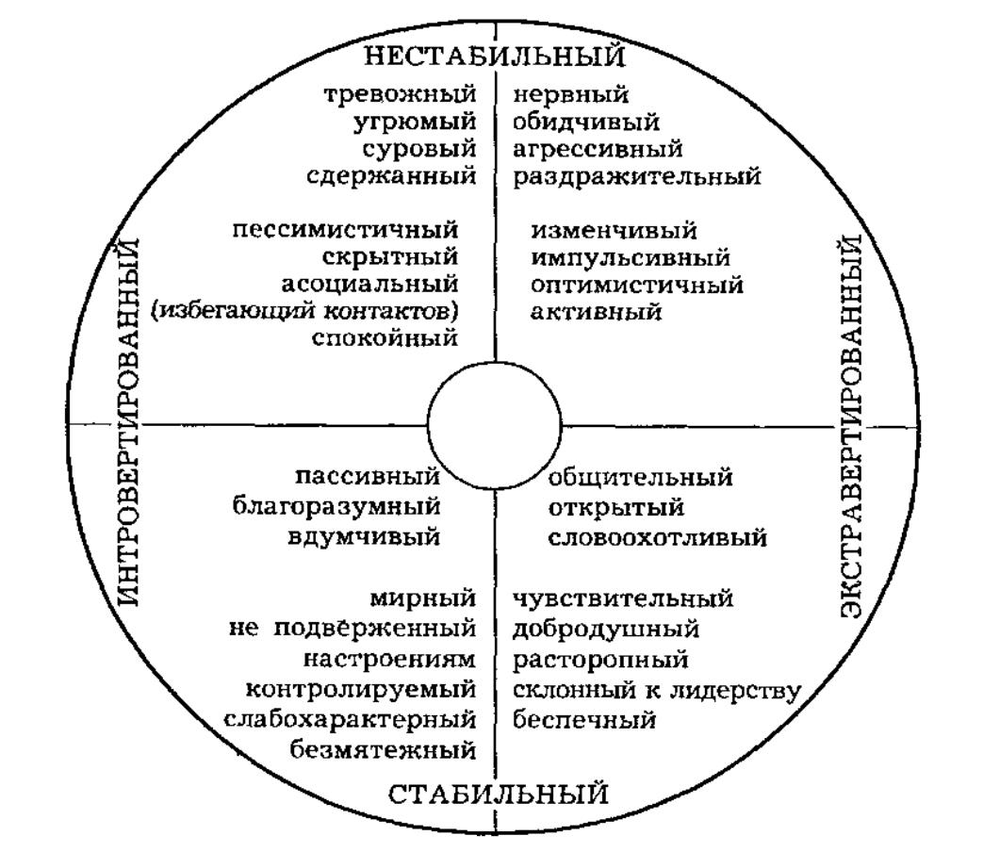 НЕСТАБИЛЬНЫЙ
тревожный
угрюмый
суровый
сдержанный
нервный
обидчивый
агрессивный
раздражительный
пессимистичный
скрытный
асоциальный
(избегающий контактов)
спокойный
изменчивый
импульсивный
оптимистичный
активный
ИНТРОВЕРТИРОВАННЫЙ
ЭКСТРАВЕРТИРОВАННЫЙ
пассивный
благоразумный
вдумчивый
общительный
открытый
словоохотливый
мирный
не подверженный
настроениям
контролируемый
слабохарактерный
безмятежный
чувствительный
добродушный
расторопный
склонный к лидерству
беспечный
СТАБИЛЬНЫЙ